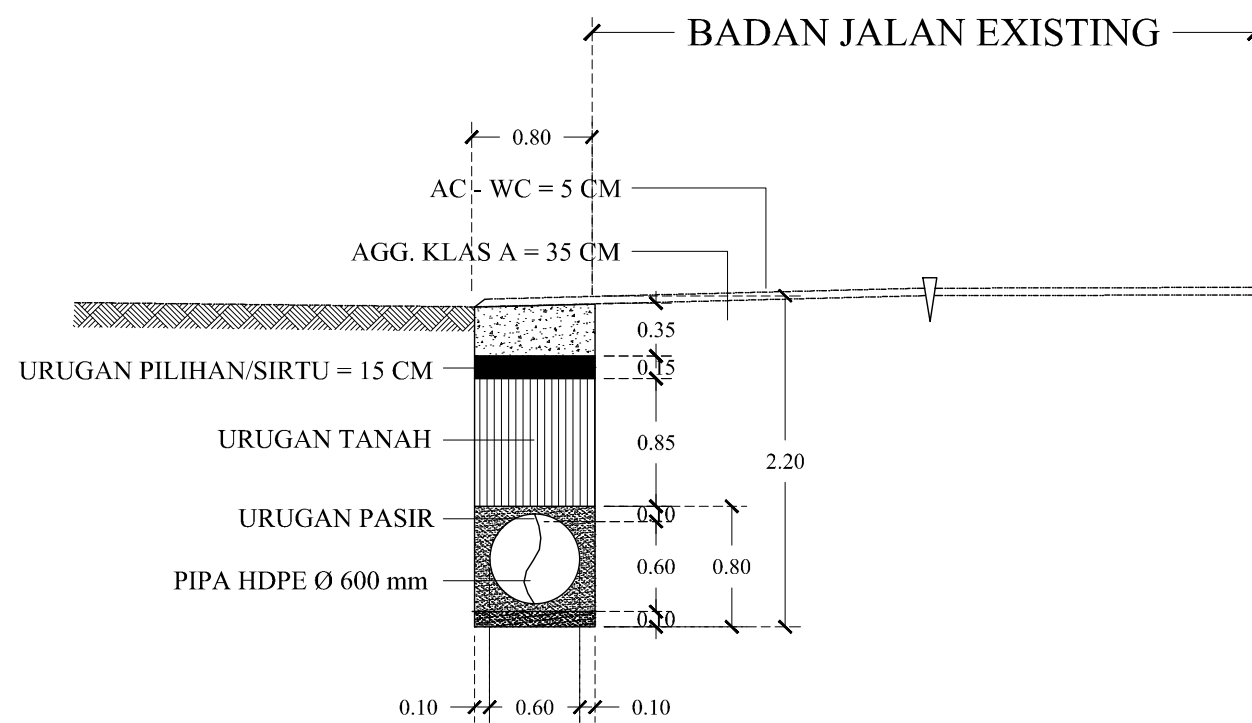 BADAN JALAN EXISTING
0.80
AC - WC = 5 CM
AGG. KLAS A = 35 CM
0.35
URUGAN PILIHAN/SIRTU = 15 CM
0.15
URUGAN TANAH
0.85
2.20
URUGAN PASIR
0.10
PIPA HDPE Ø 600 mm
0.60
0.80
0.10
0.10
0.60
0.10